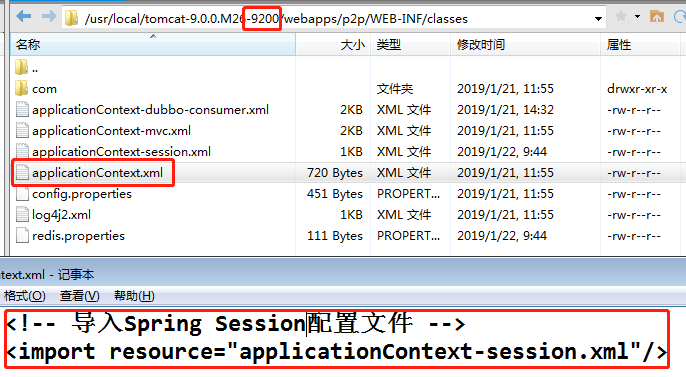 /usr/local/tomcat-9.0.0.M26-9200/webapps/p2p/WEB-INF/classes
名称 大小 类型 修改时间 属性
..
com 文件夹 2019/1/21, 11:55 drwxr-xr-x
applicationContext-dubbo-consumer.xml 2KB XML 文件 2019/1/21, 14:32 -rw-r--r--
applicationContext-mvc.xml 2KB XML 文件 2019/1/21, 11:55 -rw-r--r--
applicationContext-session.xml 1KB XML 文件 2019/1/22, 9:44 -rw-r--r--
applicationContext.xml 720 Bytes XML 文件 2019/1/21, 11:55 -rw-r--r--
config.properties 451 Bytes PROPERT... 2019/1/21, 11:55 -rw-r--r--
log4j2.xml 1KB XML 文件 2019/1/21, 11:55 -rw-r--r--
redis.properties 111 Bytes PROPERT... 2019/1/22, 9:44 -rw-r--r--
ntext.xml - 记事本
格式(O) 查看(V) 帮助(H)
<!-- 导入Spring Session配置文件 -->
<import resource="applicationContext-session.xml"/>